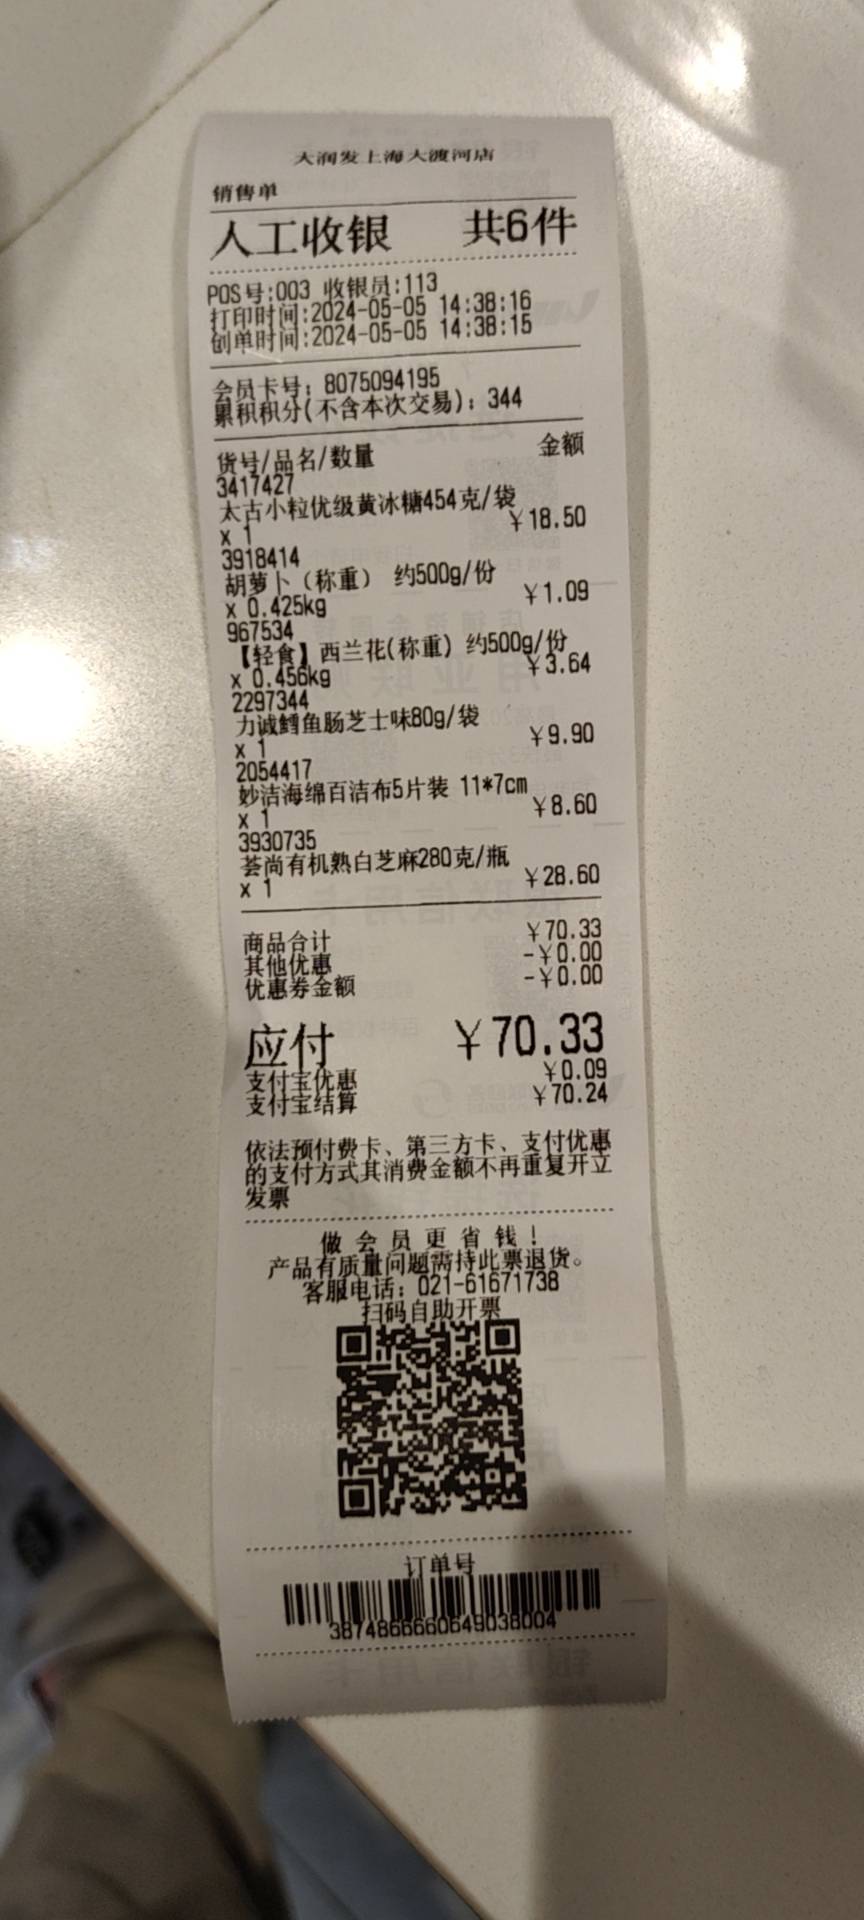 大润发上海大渡河店
销售单
人工收银 共6件
POS号:003 收银员:113
打印时间:2024-05-05 14:38:16
创单时间:2024-05-05 14:38:15
会员卡号: 8075094195
累积积分(不含本次交易): 344
货号/品名/数量 金额
3417427
太古小粒优级黄冰糖454克/袋
x 1 ¥18.50
3918414
胡萝卜（称重） 约500g/份
x 0.425kg ¥1.09
967534
【轻食】西兰花(称重) 约500g/份
x 0.456kg ¥3.64
2297344
力诚鳕鱼肠芝士味80g/袋
x 1 ¥9.90
2054417
妙洁海绵百洁布5片装 11*7cm
x 1 ¥8.60
3930735
荟尚有机熟白芝麻280克/瓶
x 1 ¥28.60
商品合计 ¥70.33
其他优惠 -¥0.00
优惠券金额 -¥0.00
应付 ¥70.33
支付宝优惠 ¥0.09
支付宝结算 ¥70.24
依法预付费卡、第三方卡、支付优惠
的支付方式其消费金额不再重复开立
发票
做会员更省钱！
产品有质量问题需持此票退货。
客服电话: 021-61671738
扫码自助开票
订单号
3874866660649038004